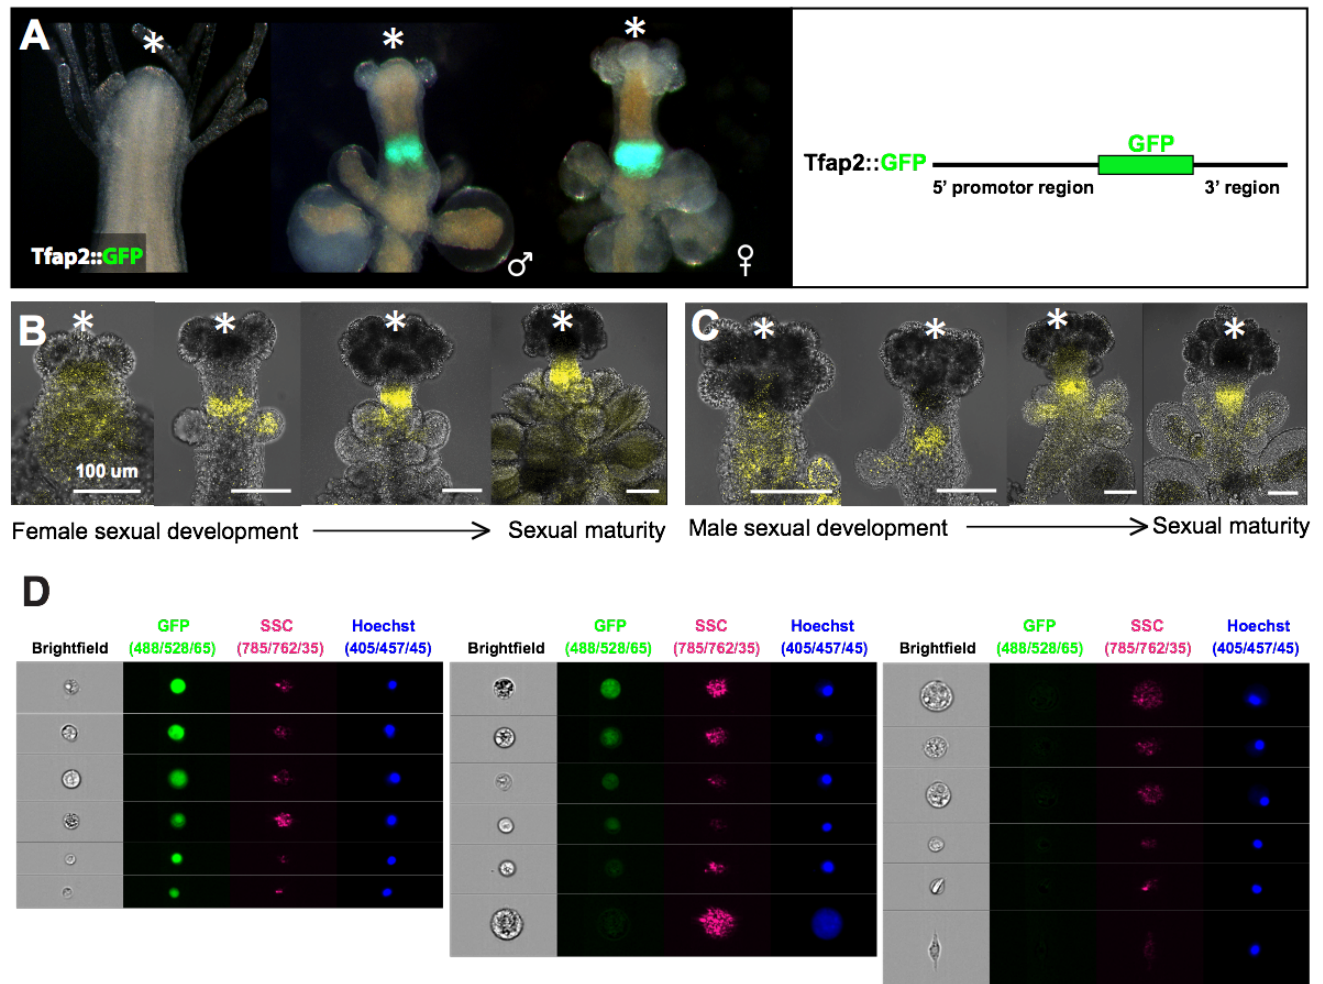 A
*
*
*
Tfap2::GFP
♂
♀
GFP
Tfap2::GFP
5' promotor region
3' region
B
*
*
*
*
100 um
Female sexual development
Sexual maturity
C
*
*
*
*
Male sexual development
Sexual maturity
D
Brightfield
GFP
(488/528/65)
SSC
(785/762/35)
Hoechst
(405/457/45)
Brightfield
GFP
(488/528/65)
SSC
(785/762/35)
Hoechst
(405/457/45)
Brightfield
GFP
(488/528/65)
SSC
(785/762/35)
Hoechst
(405/457/45)